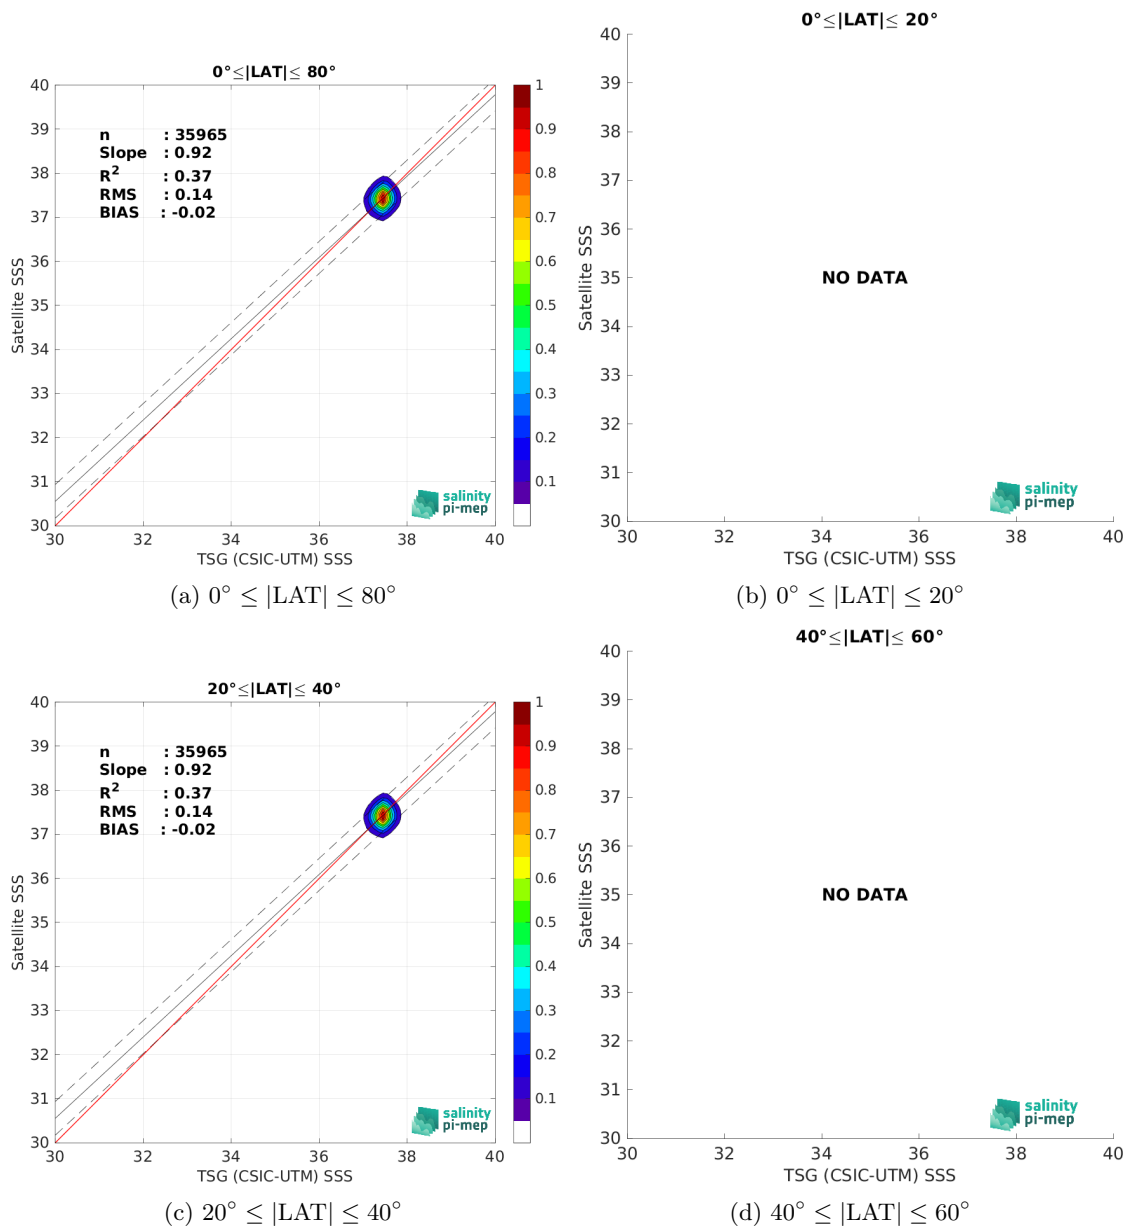 0°≤|LAT|≤ 80°
40
39
38
37
36
35
34
33
32
31
30
Satellite SSS
n : 35965
Slope : 0.92
R² : 0.37
RMS : 0.14
BIAS : -0.02
salinity
pi-mep
30 32 34 36 38 40
TSG (CSIC-UTM) SSS
1
0.9
0.8
0.7
0.6
0.5
0.4
0.3
0.2
0.1
(a) 0° ≤ |LAT| ≤ 80°
0°≤|LAT|≤ 20°
40
39
38
37
36
35
34
33
32
31
30
Satellite SSS
NO DATA
salinity
pi-mep
30 32 34 36 38 40
TSG (CSIC-UTM) SSS
(b) 0° ≤ |LAT| ≤ 20°
20°≤|LAT|≤ 40°
40
39
38
37
36
35
34
33
32
31
30
Satellite SSS
n : 35965
Slope : 0.92
R² : 0.37
RMS : 0.14
BIAS : -0.02
salinity
pi-mep
30 32 34 36 38 40
TSG (CSIC-UTM) SSS
1
0.9
0.8
0.7
0.6
0.5
0.4
0.3
0.2
0.1
(c) 20° ≤ |LAT| ≤ 40°
40°≤|LAT|≤ 60°
40
39
38
37
36
35
34
33
32
31
30
Satellite SSS
NO DATA
salinity
pi-mep
30 32 34 36 38 40
TSG (CSIC-UTM) SSS
(d) 40° ≤ |LAT| ≤ 60°